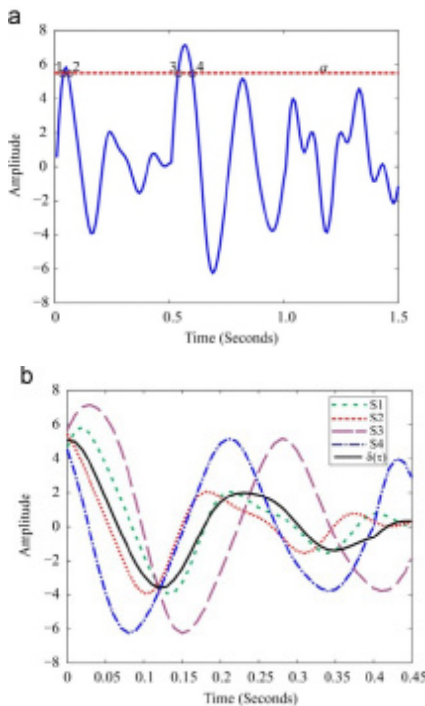 a
8
6
4
2
0
−2
−4
−6
−8
1 2 3 4 α
0 0.5 1.0 1.5
Amplitude
Time (Seconds)
b
8
6
4
2
0
−2
−4
−6
−8
S1
S2
S3
S4
δ(τ)
0 0.05 0.1 0.15 0.2 0.25 0.3 0.35 0.4 0.45
Amplitude
Time (Seconds)